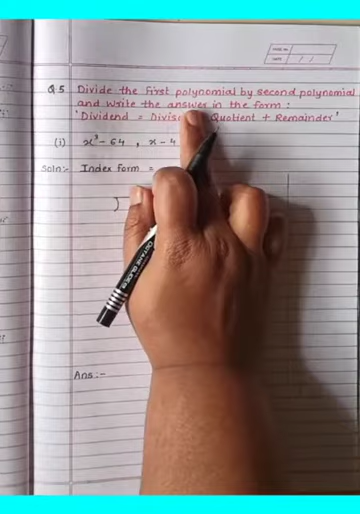 Q.5 Divide the first polynomial by second polynomial
and write the answer in the form:
'Dividend = Divis Quotient + Remainder'
(i) x³ - 64 , x - 4
Soln:- Index form =
Ans:-